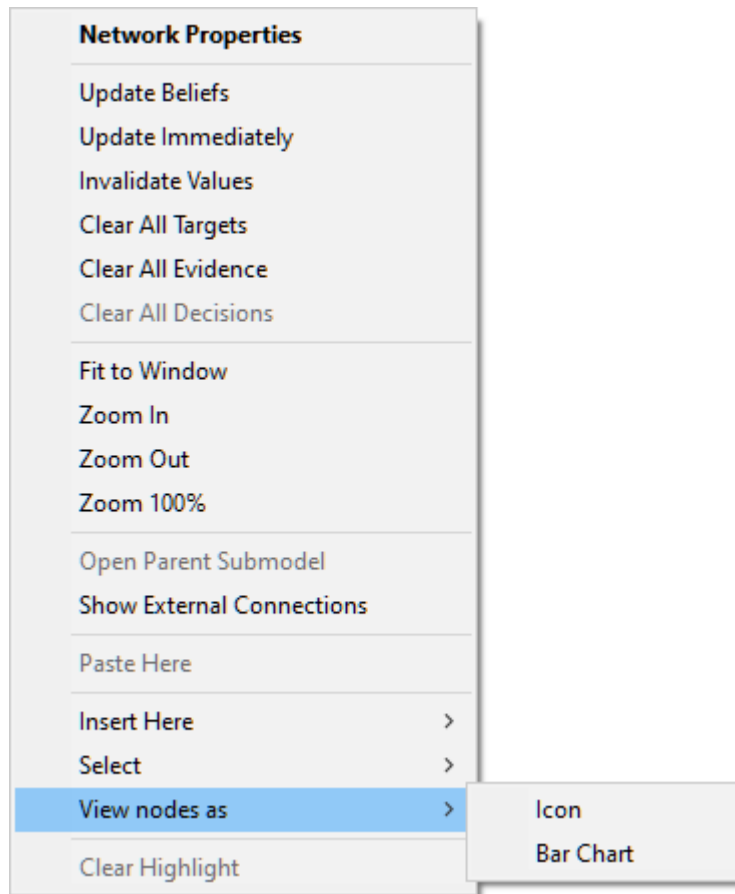 Network Properties
Update Beliefs
Update Immediately
Invalidate Values
Clear All Targets
Clear All Evidence
Clear All Decisions
Fit to Window
Zoom In
Zoom Out
Zoom 100%
Open Parent Submodel
Show External Connections
Paste Here
Insert Here
Select
View nodes as
Icon
Bar Chart
Clear Highlight